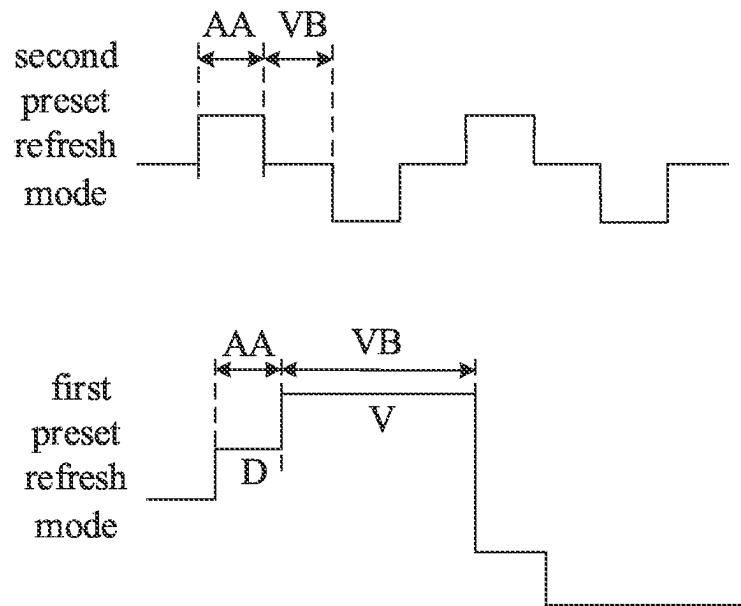 AA VB
second
preset
refresh
mode
AA VB
first
preset
refresh
mode
V
D